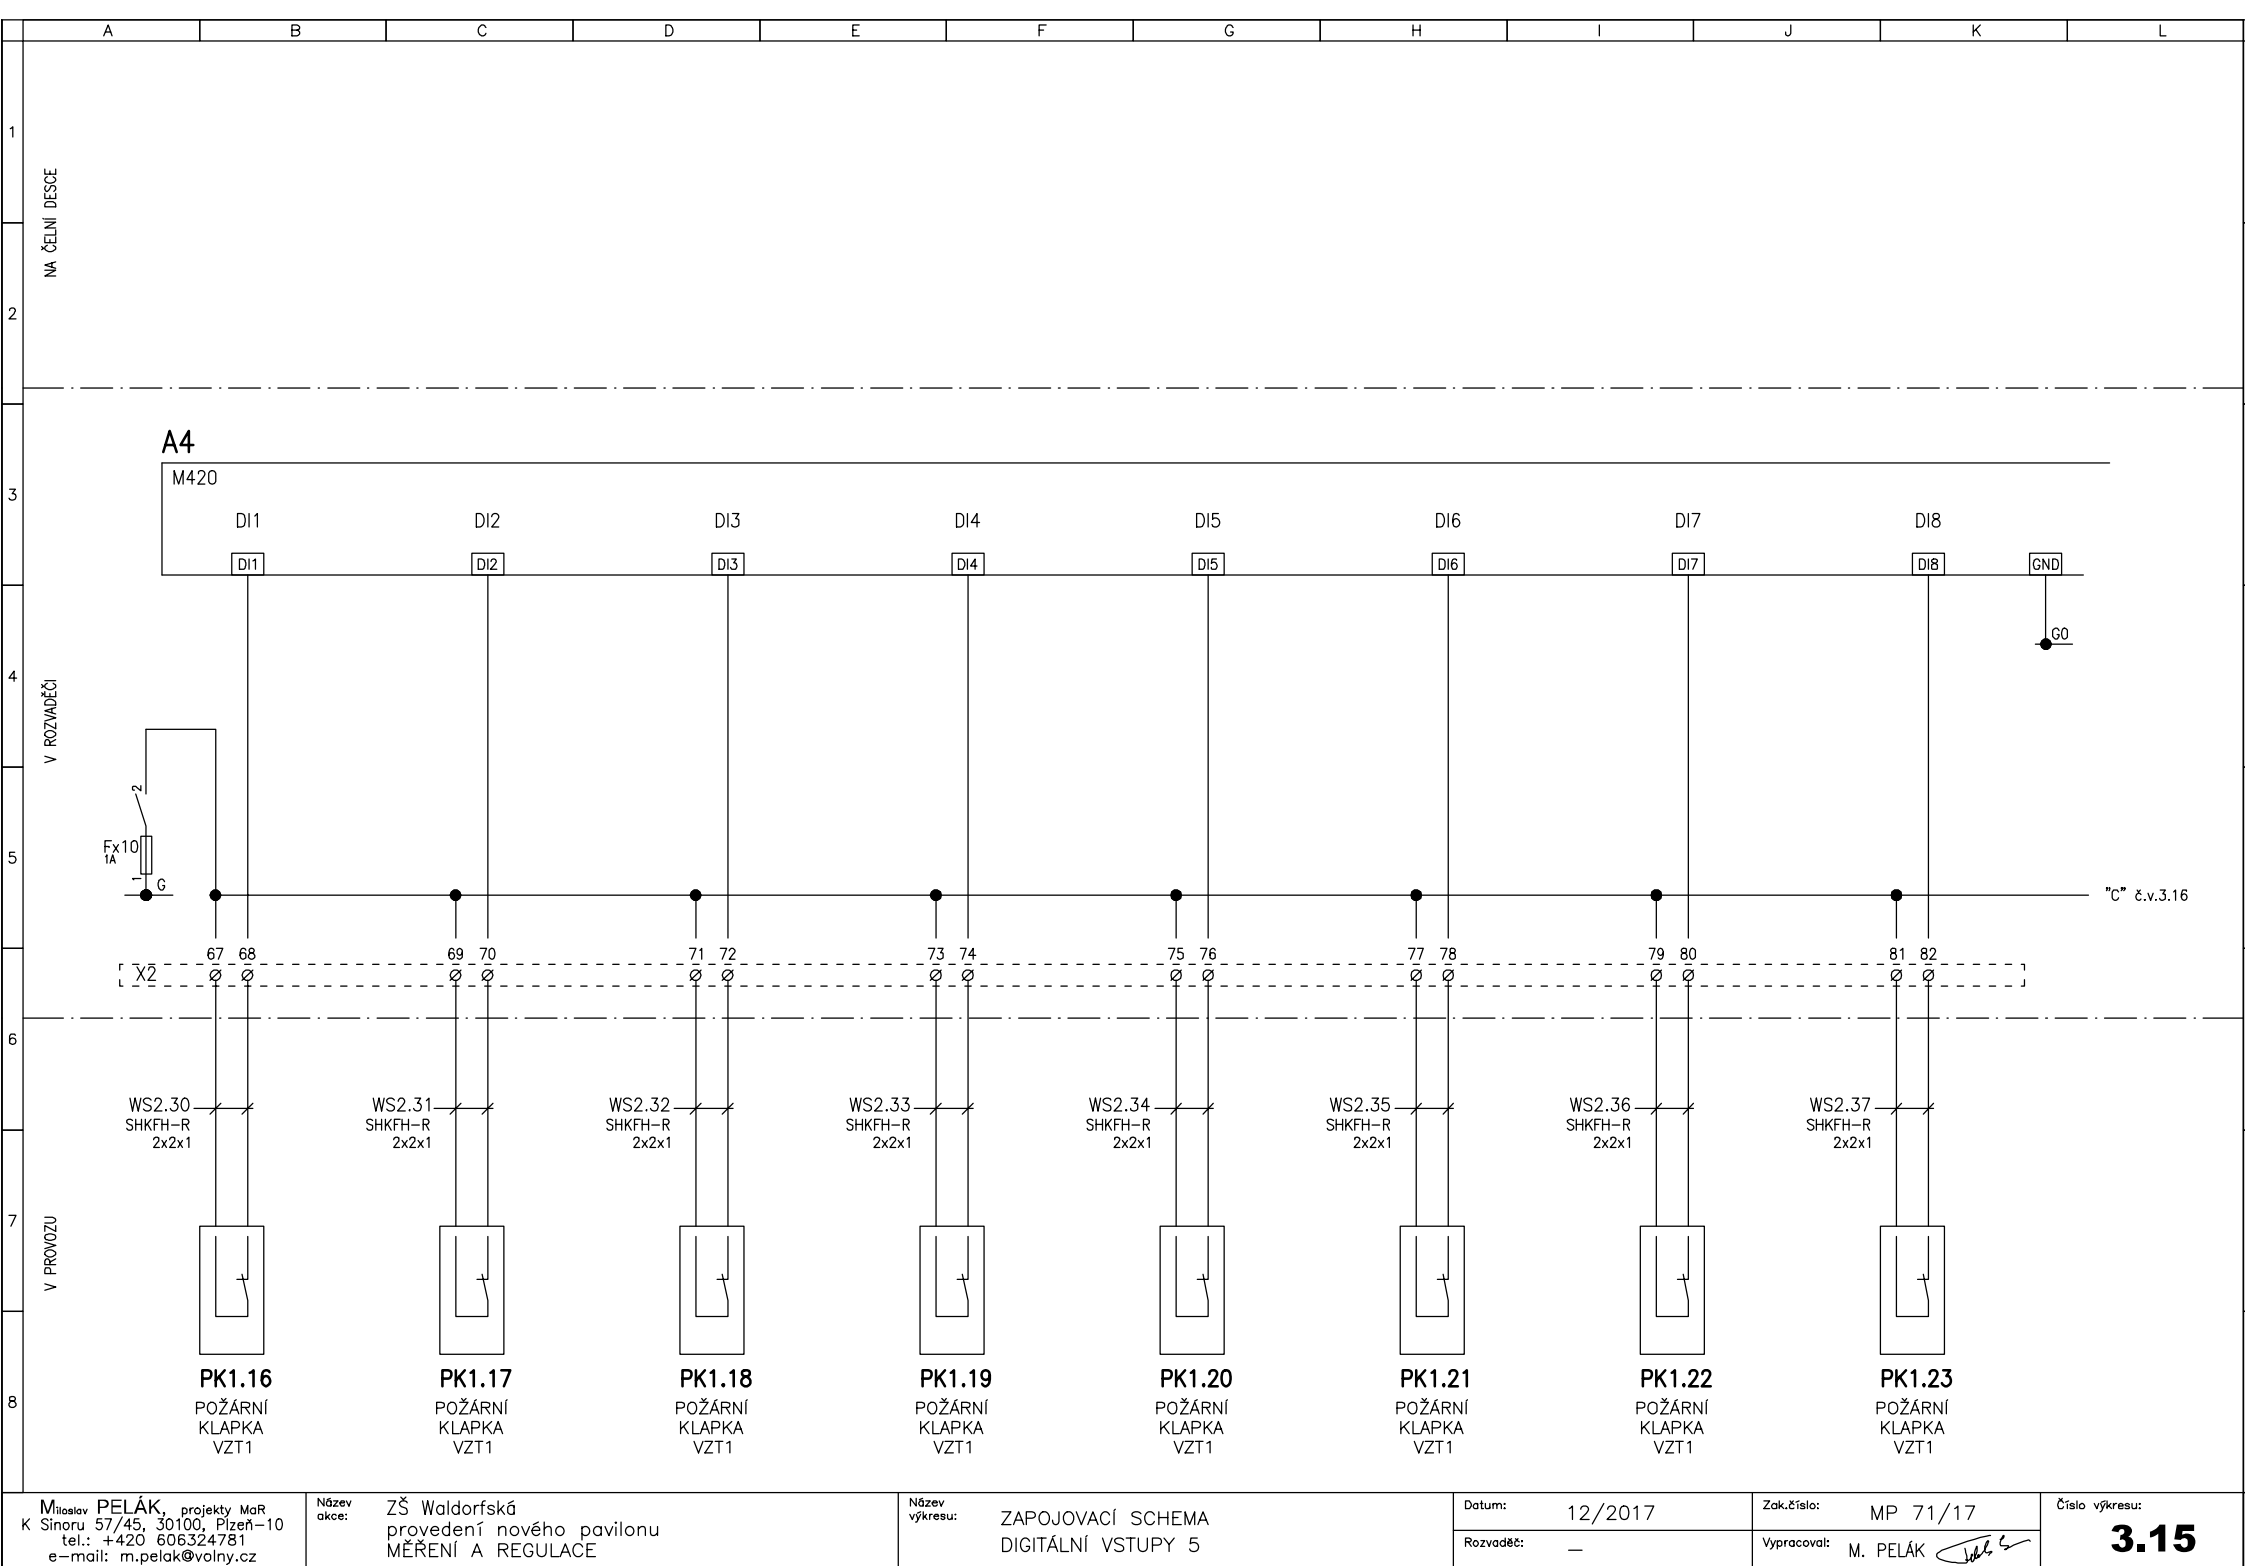 A B C D E F G H I J K L
1
NA ČELNÍ DESCE
2
A4
M420
3
DI1 DI2 DI3 DI4 DI5 DI6 DI7 DI8
DI1 DI2 DI3 DI4 DI5 DI6 DI7 DI8 GND
G0
4
V ROZVADĚČI
2
Fx10
1A
5
1
G
"C" č.v.3.16
67 68 69 70 71 72 73 74 75 76 77 78 79 80 81 82
X2
6
WS2.30 WS2.31 WS2.32 WS2.33 WS2.34 WS2.35 WS2.36 WS2.37
SHKFH-R SHKFH-R SHKFH-R SHKFH-R SHKFH-R SHKFH-R SHKFH-R SHKFH-R
2x2x1 2x2x1 2x2x1 2x2x1 2x2x1 2x2x1 2x2x1 2x2x1
7
V PROVOZU
PK1.16 PK1.17 PK1.18 PK1.19 PK1.20 PK1.21 PK1.22 PK1.23
8
POŽÁRNÍ POŽÁRNÍ POŽÁRNÍ POŽÁRNÍ POŽÁRNÍ POŽÁRNÍ POŽÁRNÍ POŽÁRNÍ
KLAPKA KLAPKA KLAPKA KLAPKA KLAPKA KLAPKA KLAPKA KLAPKA
VZT1 VZT1 VZT1 VZT1 VZT1 VZT1 VZT1 VZT1
Miloslav PELÁK, projekty MaR
K Sinoru 57/45, 30100, Plzeň-10
tel.: +420 606324781
e-mail: m.pelak@volny.cz
Název
akce:
ZŠ Waldorfská
provedení nového pavilonu
MĚŘENÍ A REGULACE
Název
výkresu:
ZAPOJOVACÍ SCHEMA
DIGITÁLNÍ VSTUPY 5
Datum: 12/2017
Rozvaděč: –
Zak.číslo: MP 71/17
Vypracoval: M. PELÁK
Číslo výkresu:
3.15